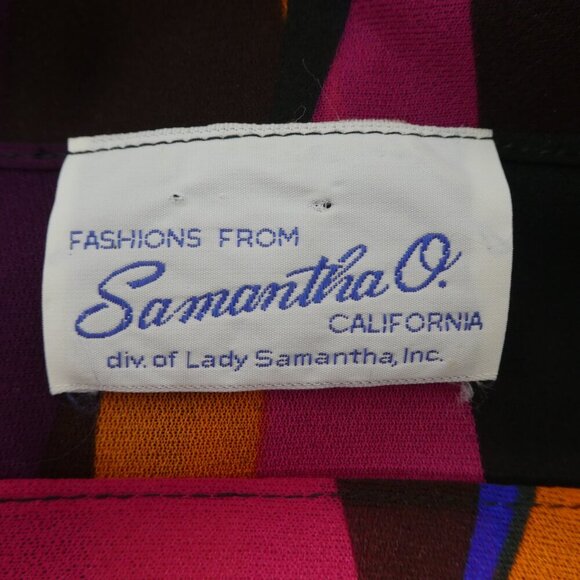 FASHIONS FROM
Samantha O.
CALIFORNIA
div. of Lady Samantha, Inc.